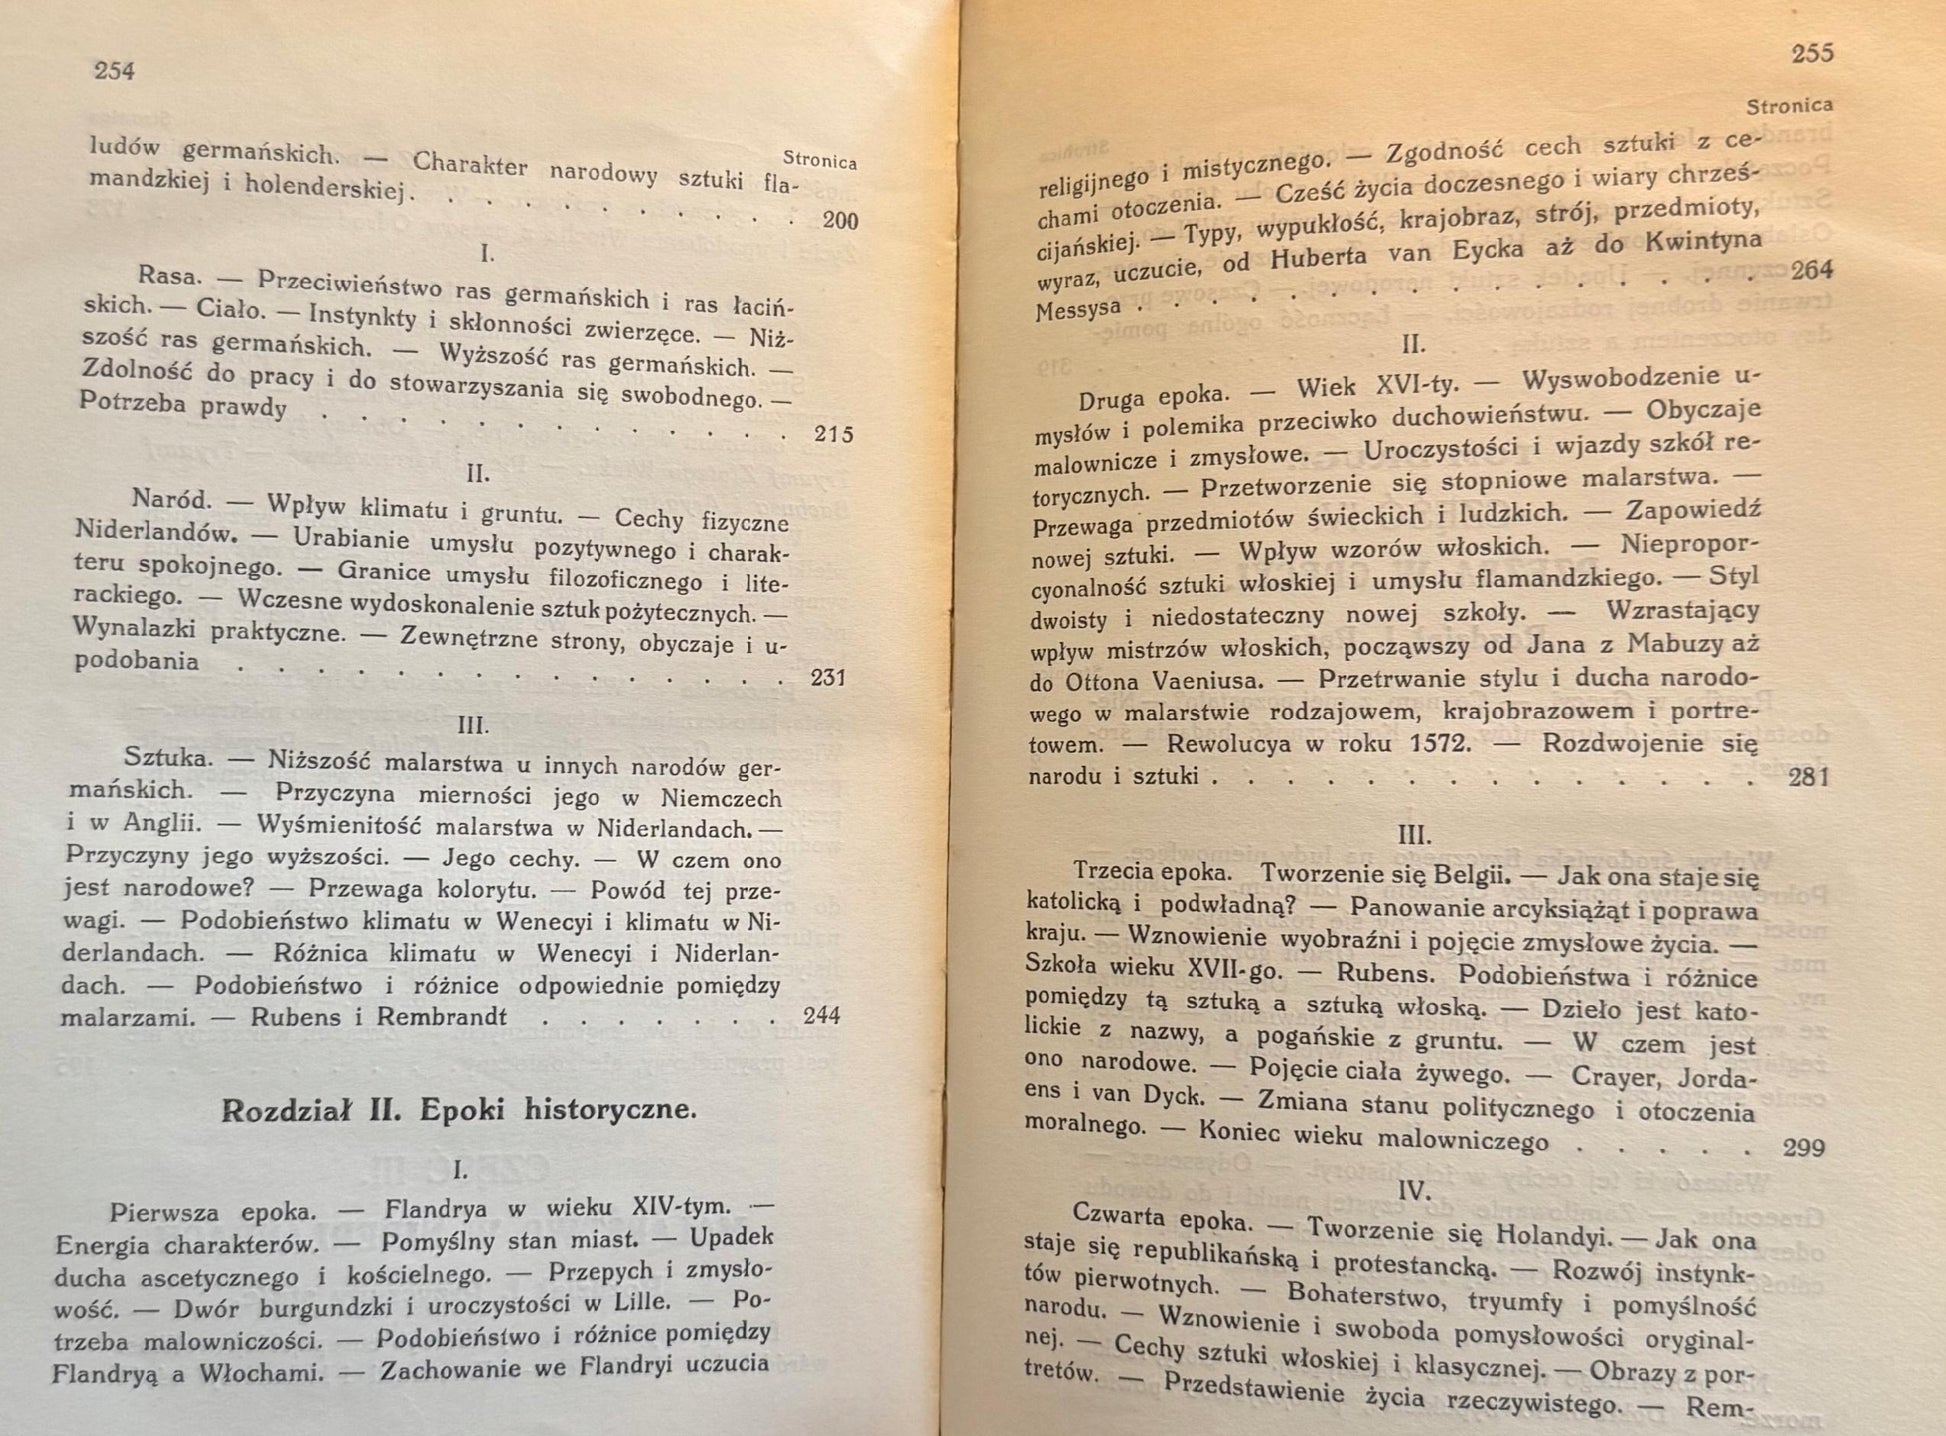 254
Stronica
ludów germańskich. — Charakter narodowy sztuki fla-
mandzkiej i holenderskiej. . . . . . . . . . . 200
I.
Rasa. — Przeciwieństwo ras germańskich i ras łaciń-
skich. — Ciało. — Instynkty i skłonności zwierzęce. — Niż-
szość ras germańskich. — Wyższość ras germańskich. —
Zdolność do pracy i do stowarzyszania się swobodnego. —
Potrzeba prawdy . . . . . . . . . . . . . 215
II.
Naród. — Wpływ klimatu i gruntu. — Cechy fizyczne
Niderlandów. — Urabianie umysłu pozytywnego i charak-
teru spokojnego. — Granice umysłu filozoficznego i lite-
rackiego. — Wczesne wydoskonalenie sztuk pożytecznych. —
Wynalazki praktyczne. — Zewnętrzne strony, obyczaje i u-
podobania . . . . . . . . . . . . . . . 231
III.
Sztuka. — Niższość malarstwa u innych narodów ger-
mańskich. — Przyczyna mierności jego w Niemczech
i w Anglii. — Wyśmienitość malarstwa w Niderlandach. —
Przyczyny jego wyższości. — Jego cechy. — W czem ono
jest narodowe? — Przewaga kolorytu. — Powód tej prze-
wagi. — Podobieństwo klimatu w Wenecyi i klimatu w Ni-
derlandach. — Różnica klimatu w Wenecyi i Niderlan-
dach. — Podobieństwo i różnice odpowiednie pomiędzy
malarzami. — Rubens i Rembrandt . . . . . . . 244
Rozdział II. Epoki historyczne.
I.
Pierwsza epoka. — Flandrya w wieku XIV-tym. —
Energia charakterów. — Pomyślny stan miast. — Upadek
ducha ascetycznego i kościelnego. — Przepych i zmysło-
wość. — Dwór burgundzki i uroczystości w Lille. — Po-
trzeba malowniczości. — Podobieństwo i różnice pomiędzy
Flandryą a Włochami. — Zachowanie we Flandryi uczucia
255
Stronica
religijnego i mistycznego. — Zgodność cech sztuki z ce-
chami otoczenia. — Cześć życia doczesnego i wiary chrześ-
cijańskiej. — Typy, wypukłość, krajobraz, strój, przedmioty,
wyraz, uczucie, od Huberta van Eycka aż do Kwintyna
Messysa . . . . . . . . . . . . . . . . . 264
II.
Druga epoka. — Wiek XVI-ty. — Wyswobodzenie u-
mysłów i polemika przeciwko duchowieństwu. — Obyczaje
malownicze i zmysłowe. — Uroczystości i wjazdy szkół re-
torycznych. — Przetworzenie się stopniowe malarstwa. —
Przewaga przedmiotów świeckich i ludzkich. — Zapowiedź
nowej sztuki. — Wpływ wzorów włoskich. — Niepropor-
cyonalność sztuki włoskiej i umysłu flamandzkiego. — Styl
dwoisty i niedostateczny nowej szkoły. — Wzrastający
wpływ mistrzów włoskich, począwszy od Jana z Mabuzy aż
do Ottona Vaeniusa. — Przetrwanie stylu i ducha narodo-
wego w malarstwie rodzajowem, krajobrazowem i portre-
towem. — Rewolucya w roku 1572. — Rozdwojenie się
narodu i sztuki . . . . . . . . . . . . . . 281
III.
Trzecia epoka. Tworzenie się Belgii. — Jak ona staje się
katolicką i podwładną? — Panowanie arcyksiążąt i poprawa
kraju. — Wznowienie wyobraźni i pojęcie zmysłowe życia. —
Szkoła wieku XVII-go. — Rubens. Podobieństwa i różnice
pomiędzy tą sztuką a sztuką włoską. — Dzieło jest kato-
lickie z nazwy, a pogańskie z gruntu. — W czem jest
ono narodowe. — Pojęcie ciała żywego. — Crayer, Jorda-
ens i van Dyck. — Zmiana stanu politycznego i otoczenia
moralnego. — Koniec wieku malowniczego . . . . . 299
IV.
Czwarta epoka. — Tworzenie się Holandyi. — Jak ona
staje się republikańską i protestancką. — Rozwój instynk-
tów pierwotnych. — Bohaterstwo, tryumfy i pomyślność
narodu. — Wznowienie i swoboda pomysłowości oryginal-
nej. — Cechy sztuki włoskiej i klasycznej. — Obrazy z por-
tretów. — Przedstawienie życia rzeczywistego. — Rem-